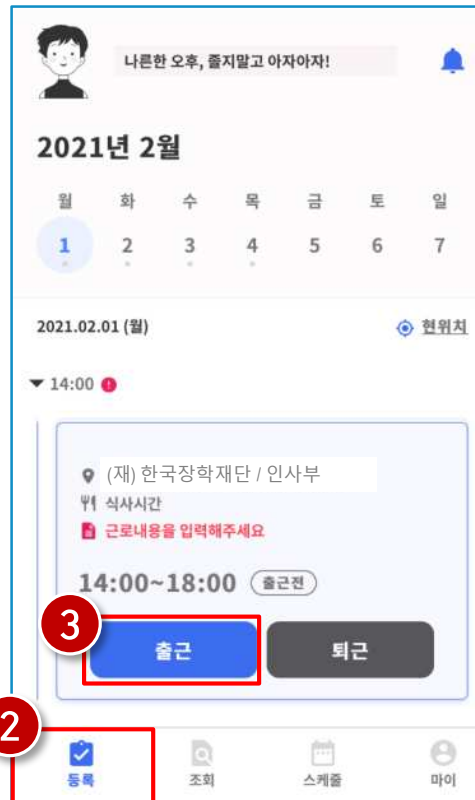 나른한 오후, 졸지말고 아자아자!
2021년 2월
월 화 수 목 금 토 일
1 2 3 4 5 6 7
2021.02.01 (월) 현위치
14:00
(재) 한국장학재단 / 인사부
식사시간
근로내용을 입력해주세요
14:00~18:00 출근전
3
출근 퇴근
2
등록 조회 스케줄 마이